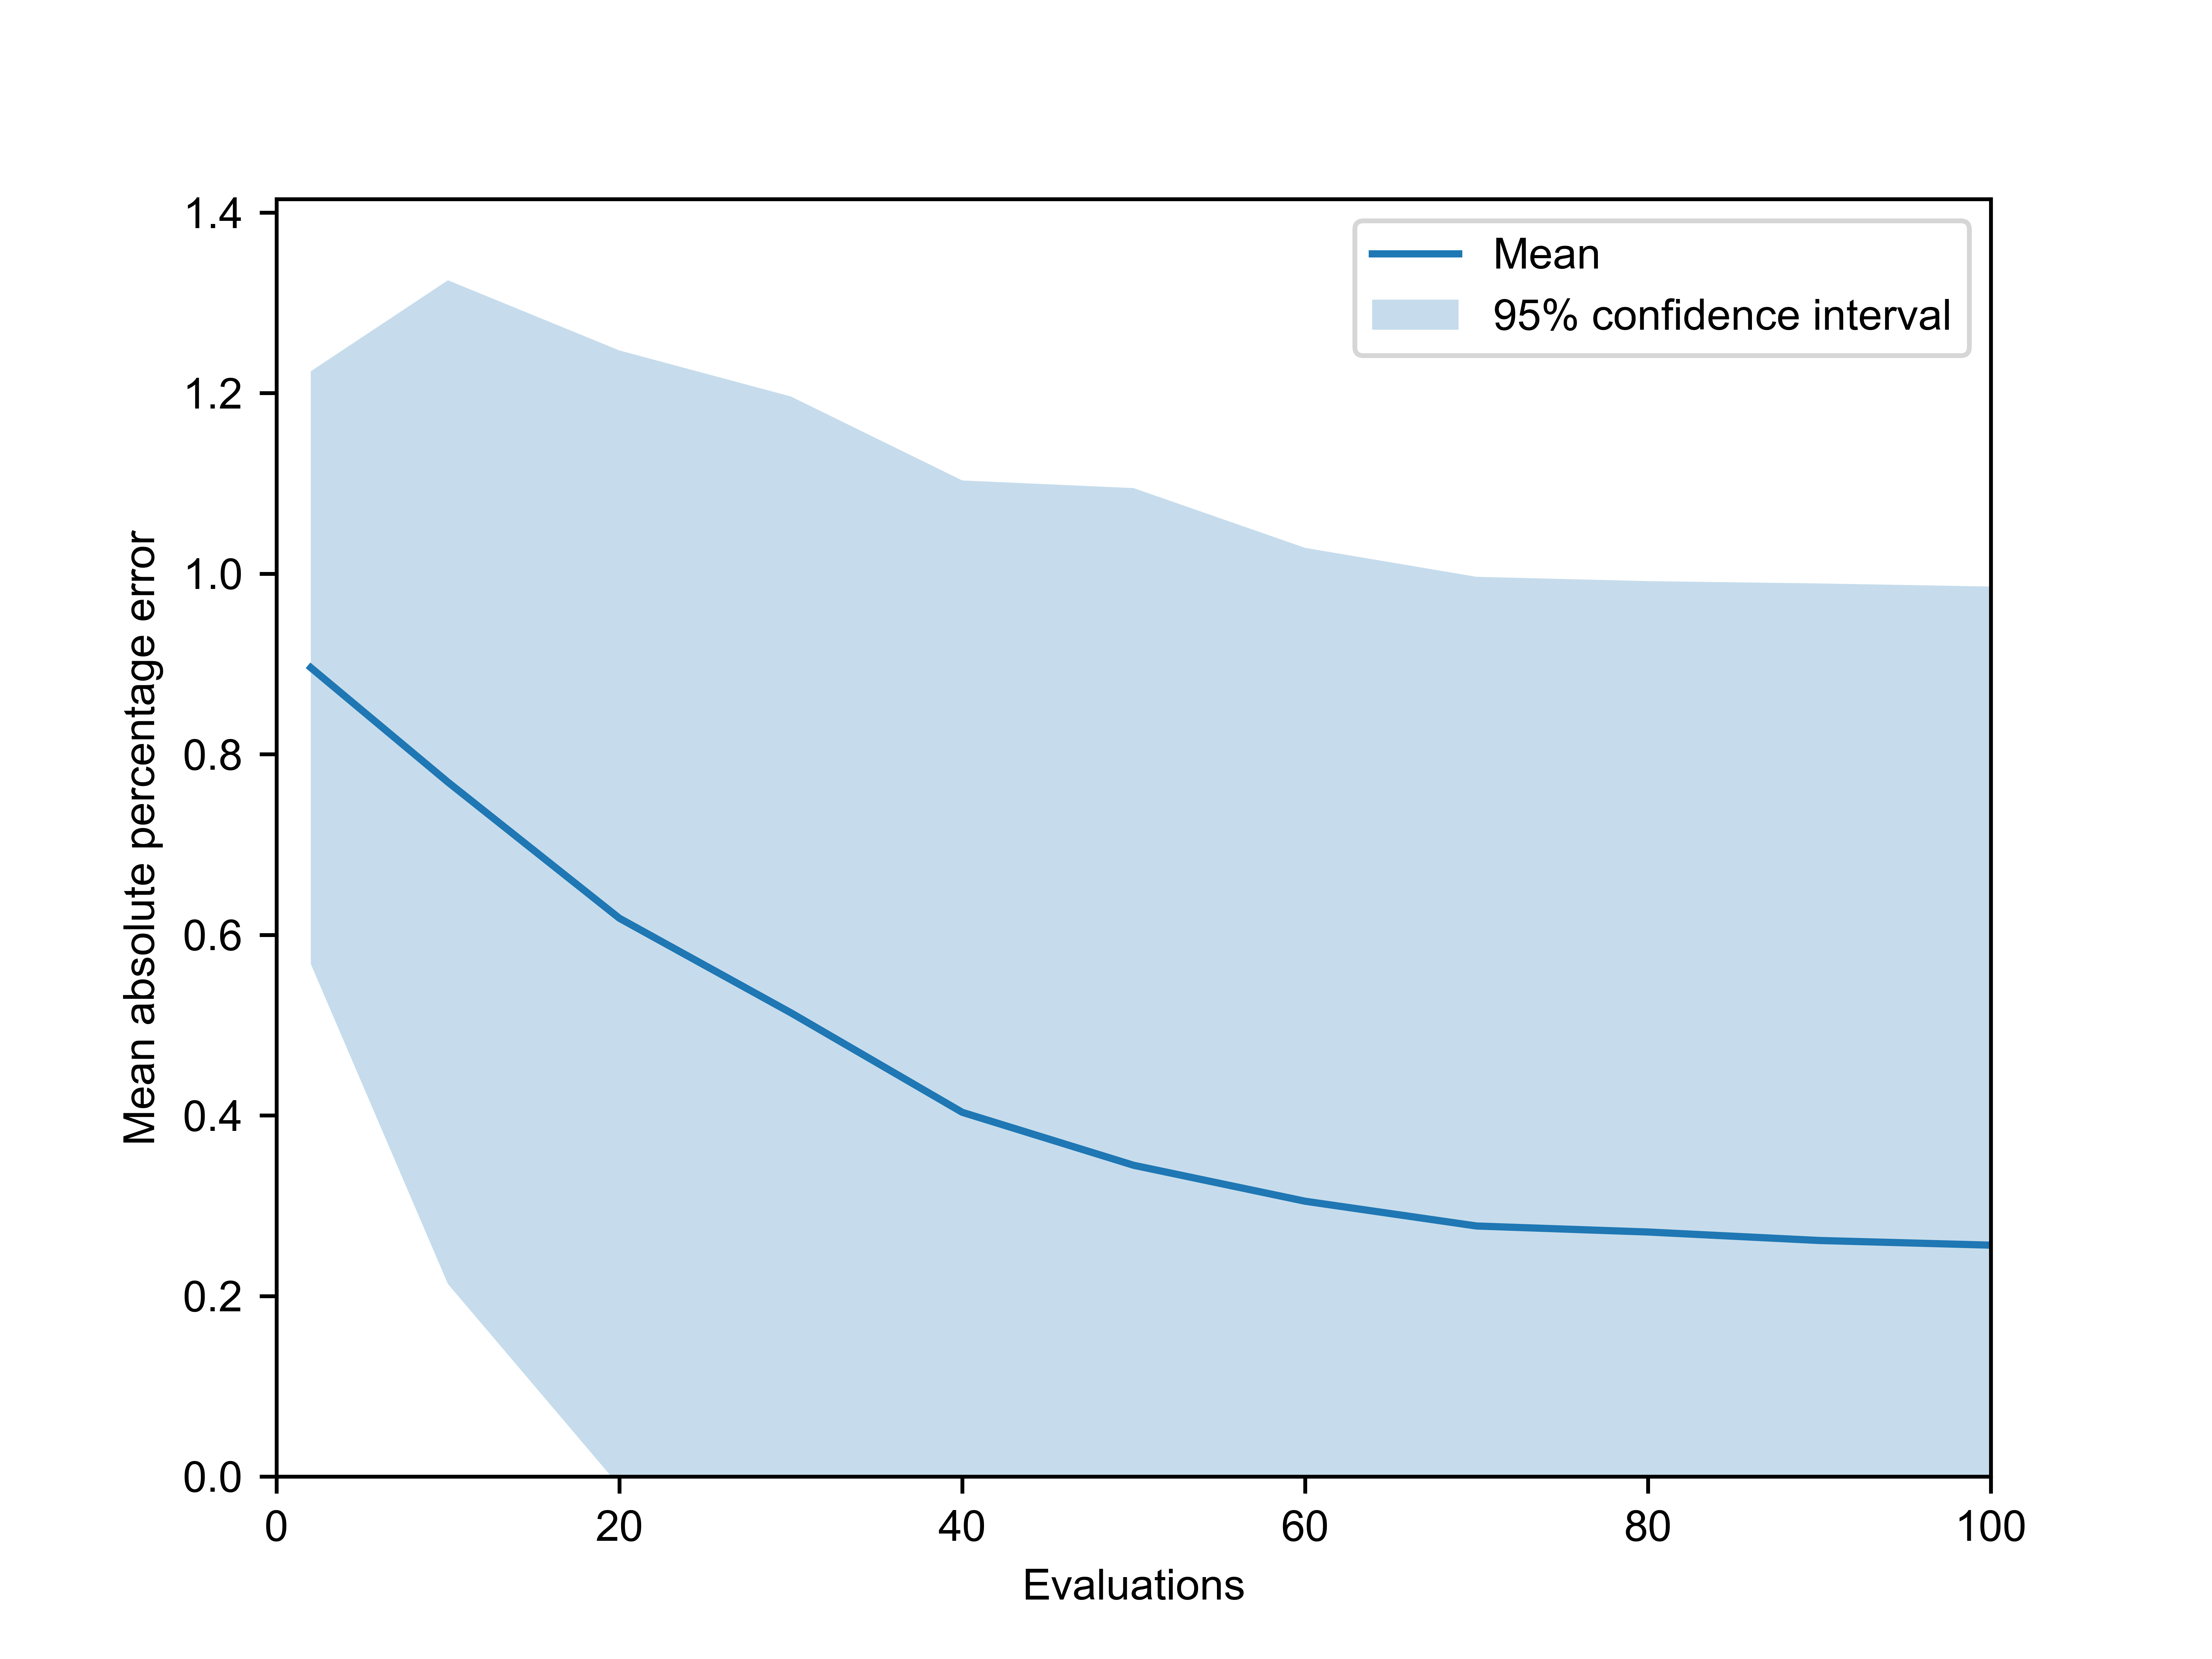 Mean
95% confidence interval
Mean absolute percentage error
1.4
1.2
1.0
0.8
0.6
0.4
0.2
0.0
0 20 40 60 80 100
Evaluations